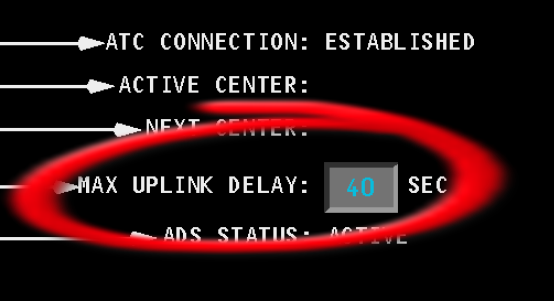 ATC CONNECTION: ESTABLISHED
ACTIVE CENTER:
NEXT CENTER:
MAX UPLINK DELAY: 40 SEC
ADS STATUS: ACTIVE